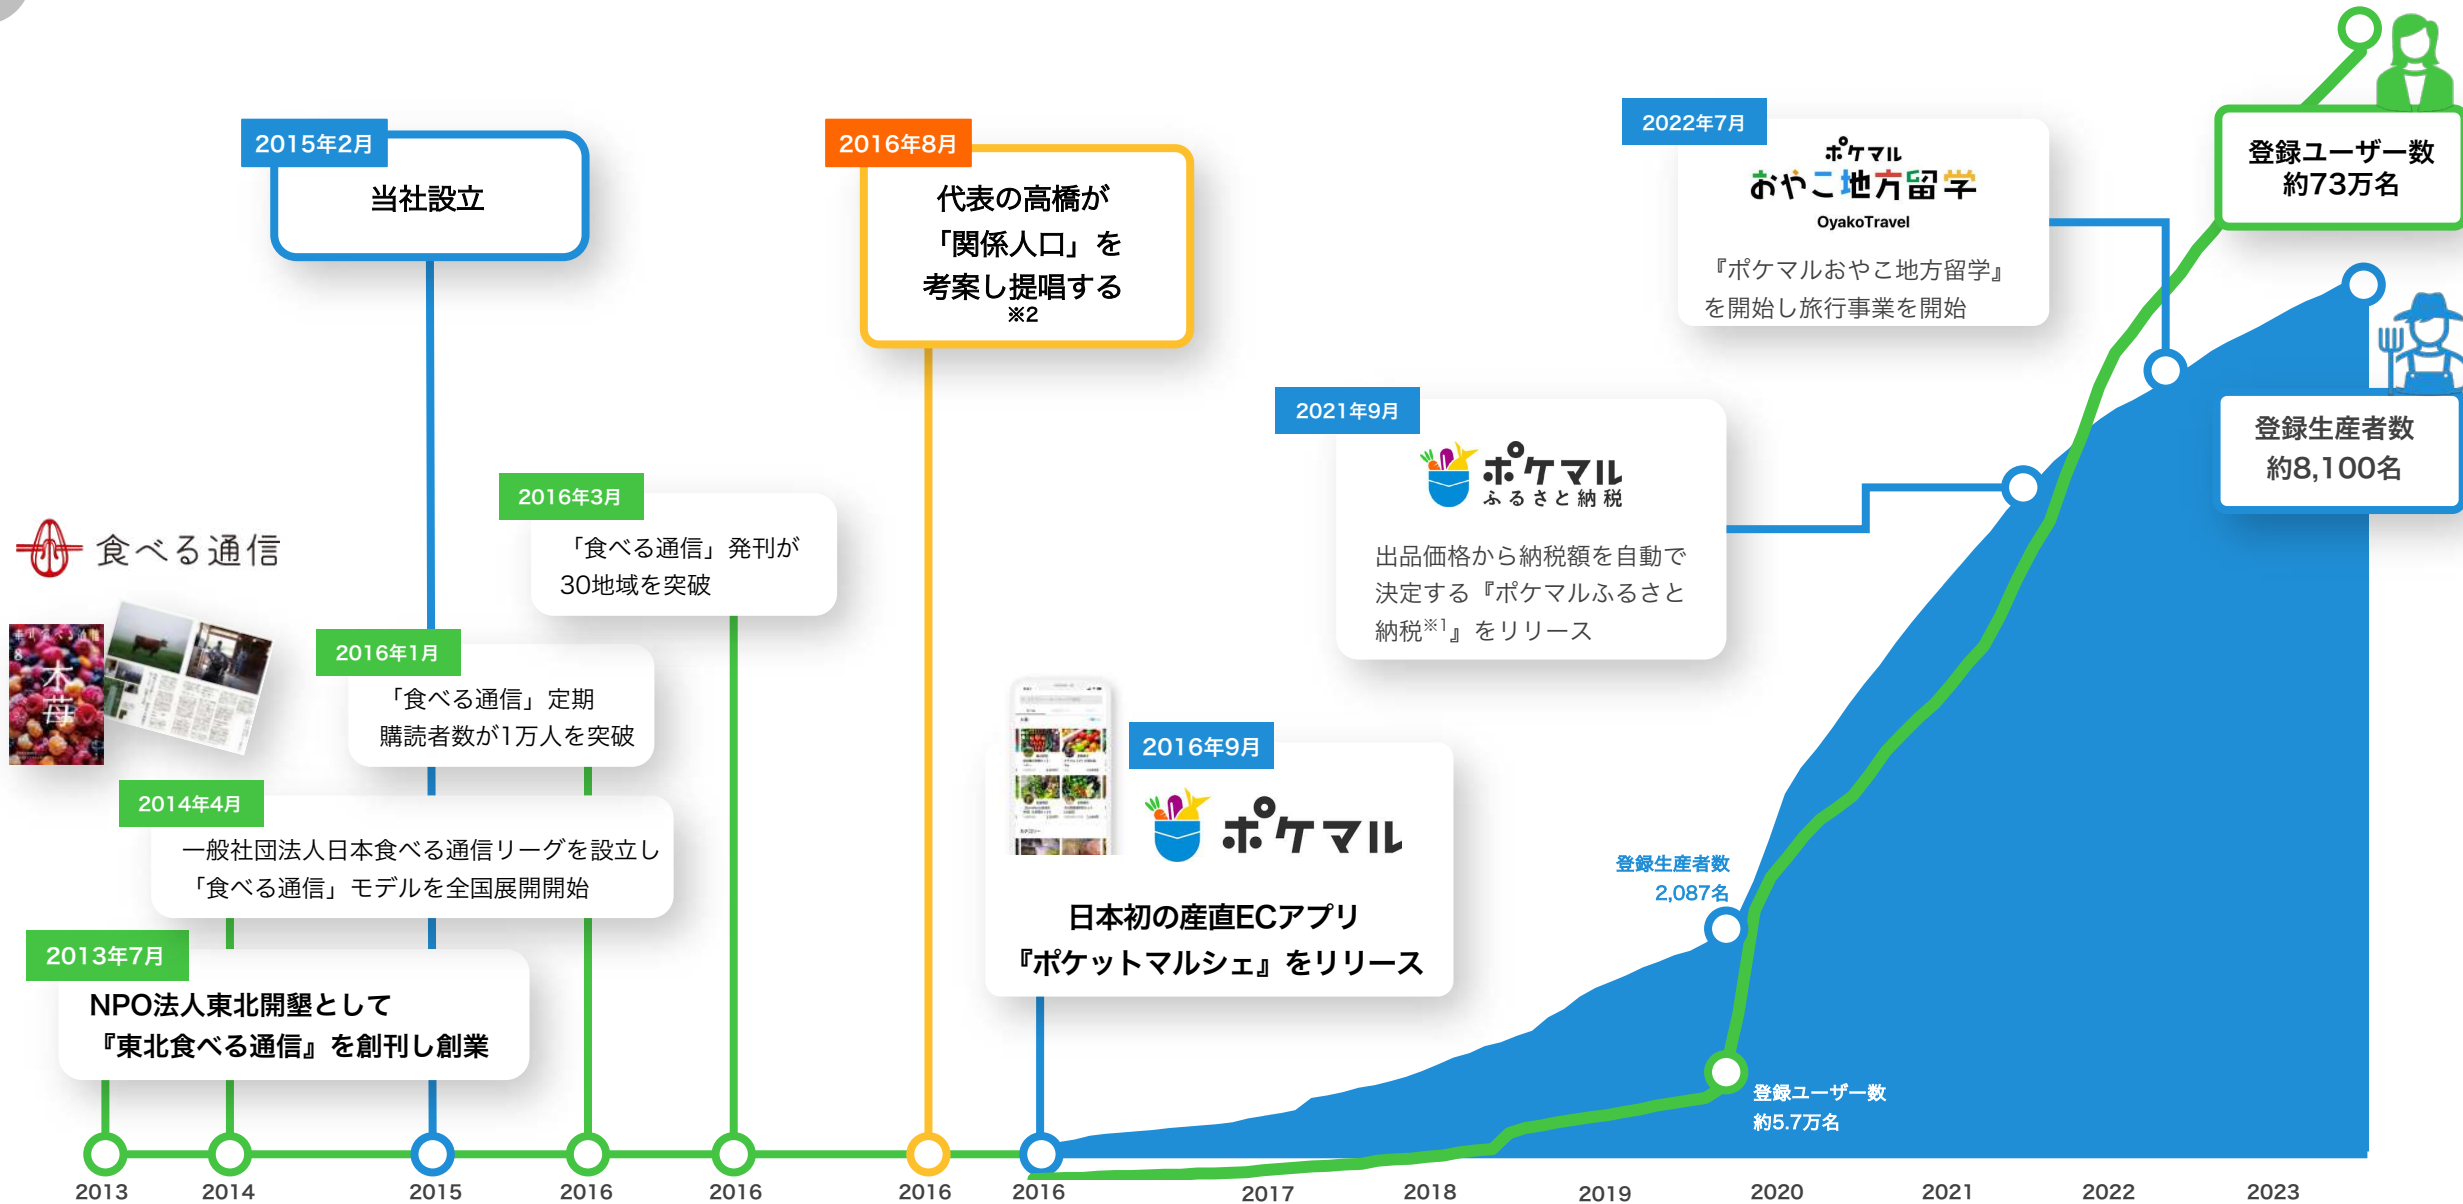 2013年7月
NPO法人東北開墾として
『東北食べる通信』を創刊し創業
2014年4月
一般社団法人日本食べる通信リーグを設立し
「食べる通信」モデルを全国展開開始
食べる通信
木苺
2015年2月
当社設立
2016年1月
「食べる通信」定期
購読者数が1万人を突破
2016年3月
「食べる通信」発刊が
30地域を突破
2016年8月
代表の高橋が
「関係人口」を
考案し提唱する
※2
2016年9月
ポケマル
日本初の産直ECアプリ
『ポケットマルシェ』をリリース
2021年9月
ポケマル
ふるさと納税
出品価格から納税額を自動で
決定する『ポケマルふるさと
納税※1』をリリース
2022年7月
ポケマル
おやこ地方留学
OyakoTravel
『ポケマルおやこ地方留学』
を開始し旅行事業を開始
登録ユーザー数
約73万名
登録生産者数
約8,100名
登録生産者数
2,087名
登録ユーザー数
約5.7万名
2013
2014
2015
2016
2016
2016
2016
2017
2018
2019
2020
2021
2022
2023